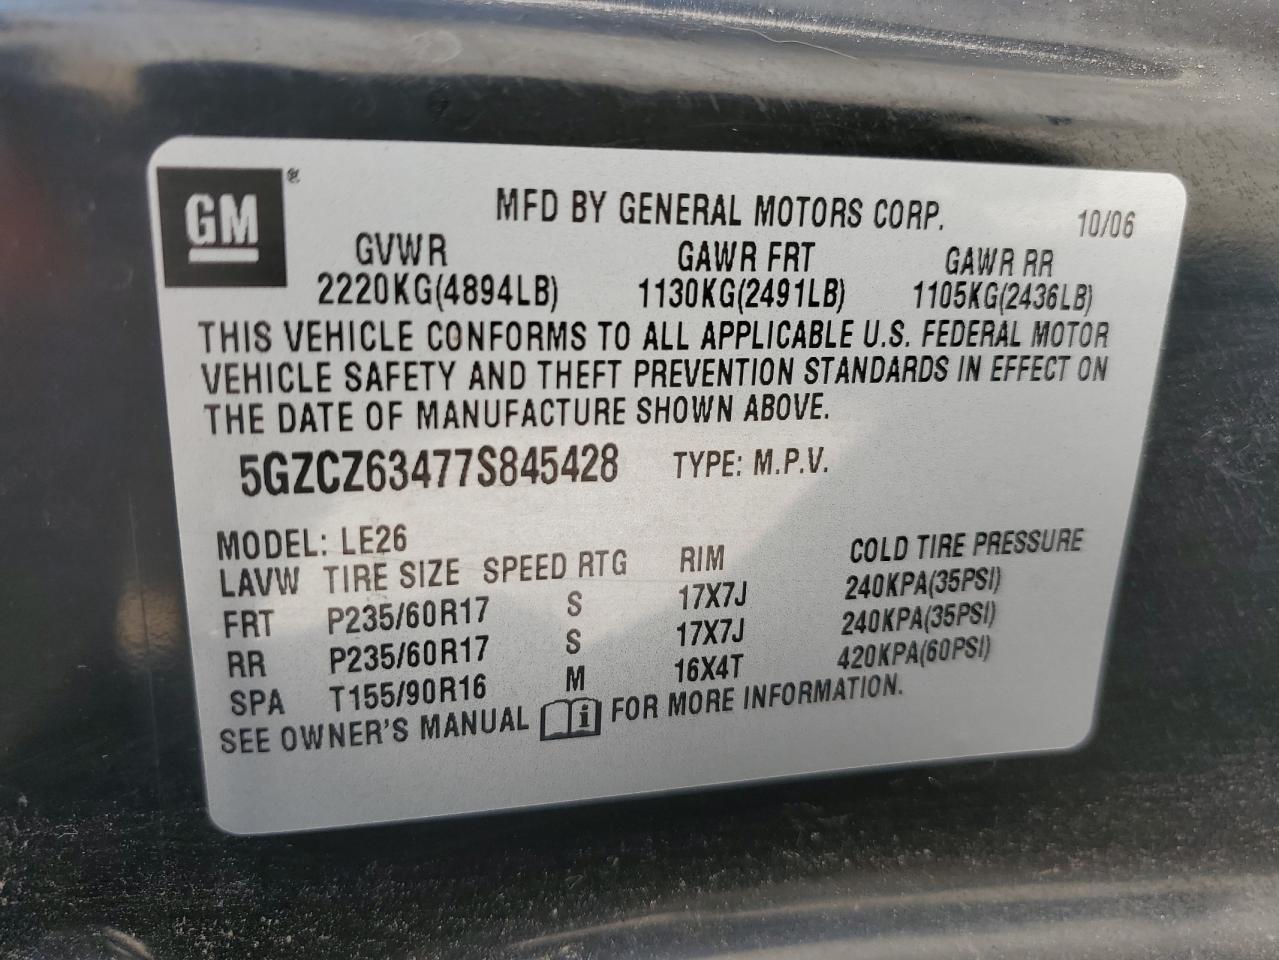 GM ®
MFD BY GENERAL MOTORS CORP. 10/06
GVWR GAWR FRT GAWR RR
2220KG(4894LB) 1130KG(2491LB) 1105KG(2436LB)
THIS VEHICLE CONFORMS TO ALL APPLICABLE U.S. FEDERAL MOTOR
VEHICLE SAFETY AND THEFT PREVENTION STANDARDS IN EFFECT ON
THE DATE OF MANUFACTURE SHOWN ABOVE.
5GZCZ63477S845428 TYPE: M.P.V.
MODEL: LE26
LAVW TIRE SIZE SPEED RTG RIM COLD TIRE PRESSURE
FRT P235/60R17 S 17X7J 240KPA(35PSI)
RR P235/60R17 S 17X7J 240KPA(35PSI)
SPA T155/90R16 M 16X4T 420KPA(60PSI)
SEE OWNER'S MANUAL i FOR MORE INFORMATION.